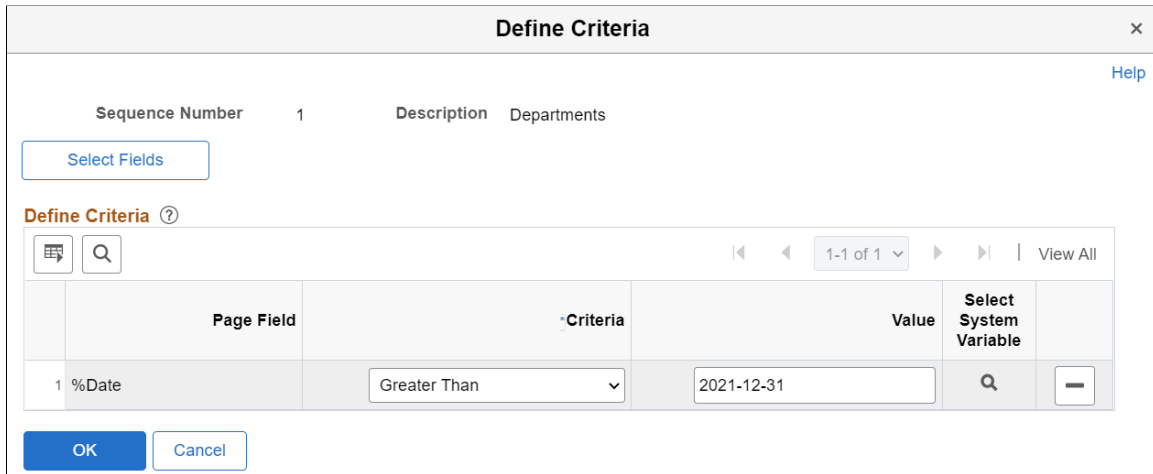 Define Criteria ×
Help
Sequence Number 1 Description Departments
Select Fields
Define Criteria ?
1-1 of 1 | View All
Page Field *Criteria Value Select System Variable
1 %Date Greater Than 2021-12-31
OK Cancel